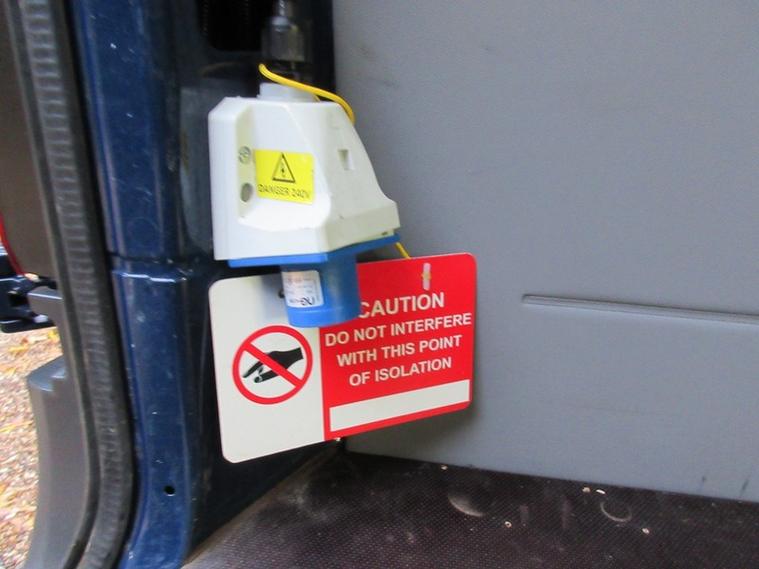 DANGER 240V
CAUTION
DO NOT INTERFERE
WITH THIS POINT
OF ISOLATION